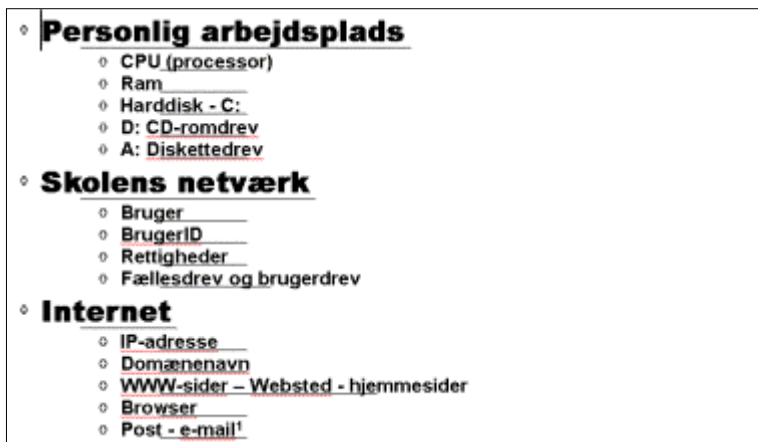 Personlig arbejdsplads
CPU (processor)
Ram
Harddisk - C:
D: CD-romdrev
A: Diskettedrev
Skolens netværk
Bruger
BrugerID
Rettigheder
Fællesdrev og brugerdrev
Internet
IP-adresse
Domænenavn
WWW-sider – Websted - hjemmesider
Browser
Post - e-mail¹